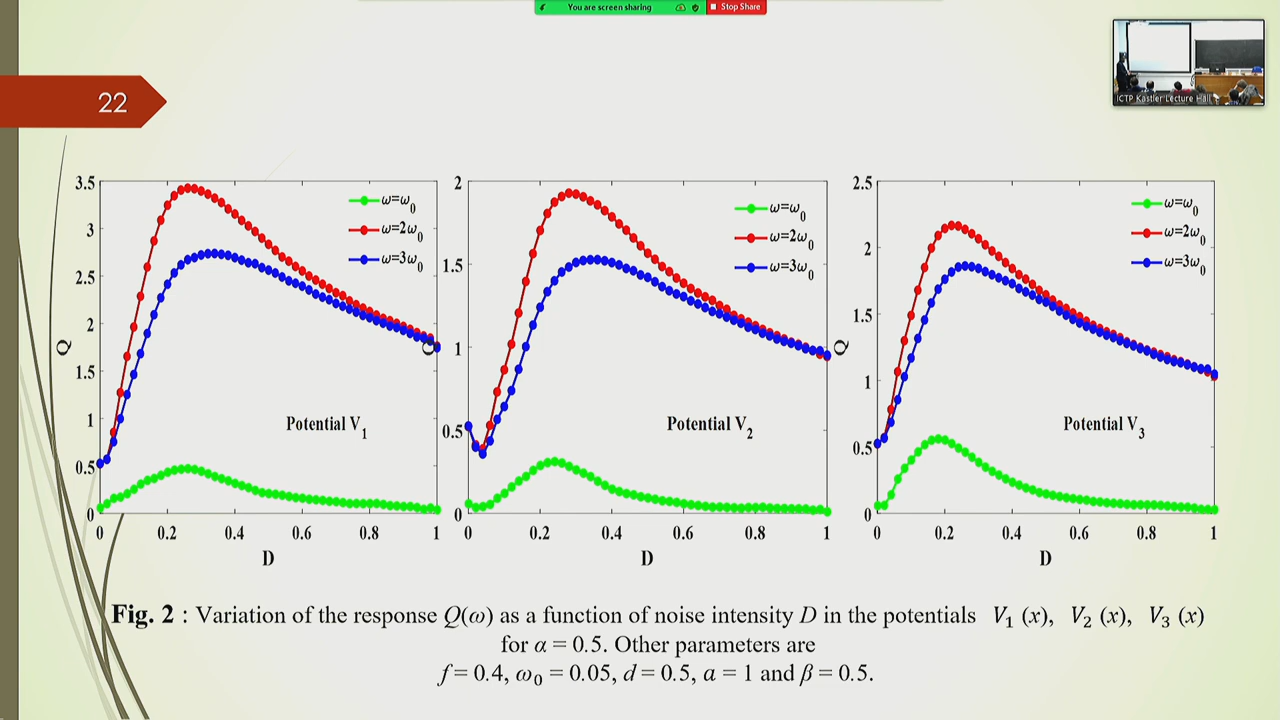 You are screen sharing
Stop Share
ICTP Kastler Lecture Hall
22
3.5
3
2.5
2
1.5
1
0.5
0
Q
ω=ω0
ω=2ω0
ω=3ω0
Potential V1
0 0.2 0.4 0.6 0.8 1
D
2
1.5
1
0.5
0
Q
ω=ω0
ω=2ω0
ω=3ω0
Potential V2
0 0.2 0.4 0.6 0.8 1
D
2.5
2
1.5
1
0.5
0
Q
ω=ω0
ω=2ω0
ω=3ω0
Potential V3
0 0.2 0.4 0.6 0.8 1
D
Fig. 2 : Variation of the response Q(ω) as a function of noise intensity D in the potentials V1 (x), V2 (x), V3 (x)
for α = 0.5. Other parameters are
f = 0.4, ω0 = 0.05, d = 0.5, a = 1 and β = 0.5.